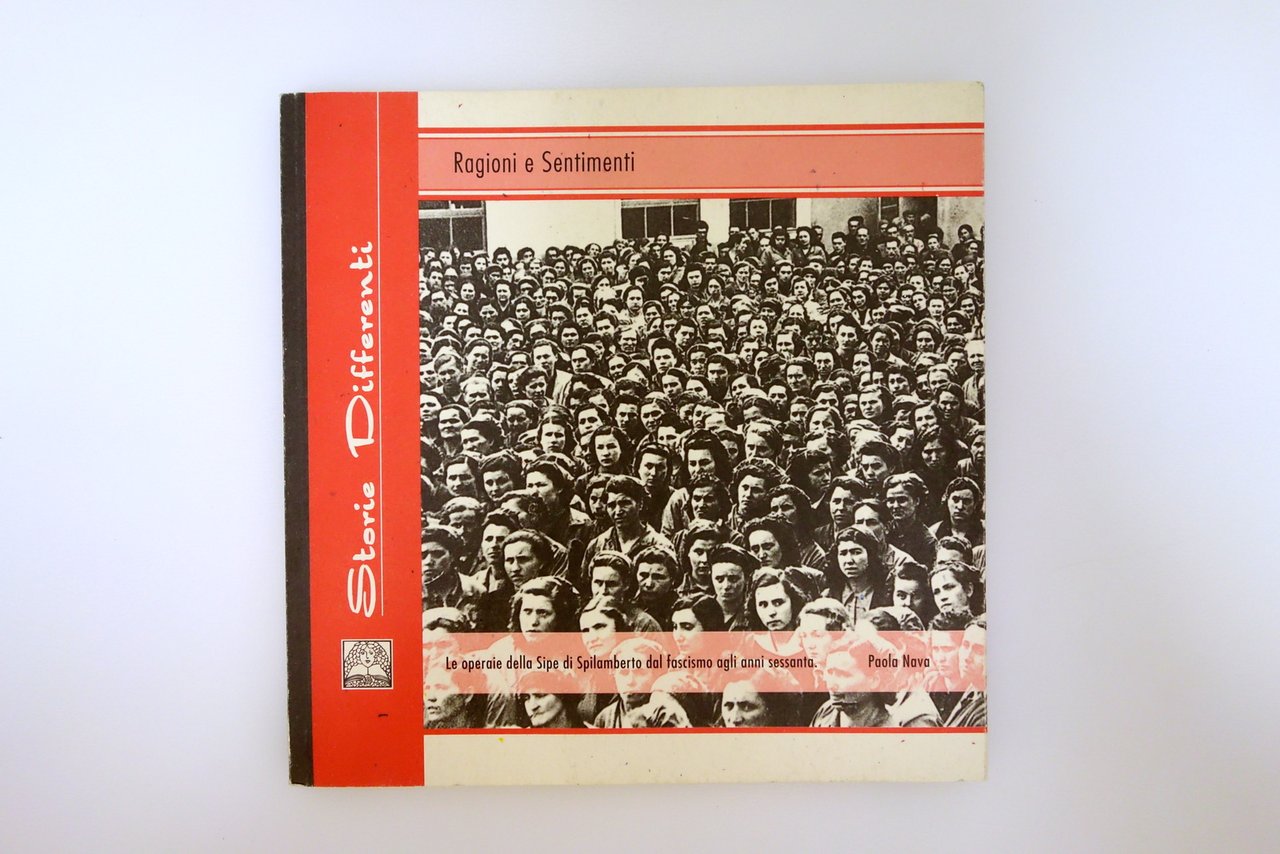 Storie Differenti
Ragioni e Sentimenti
Le operaie della Sipe di Spilamberto dal fascismo agli anni sessanta. Paola Nava